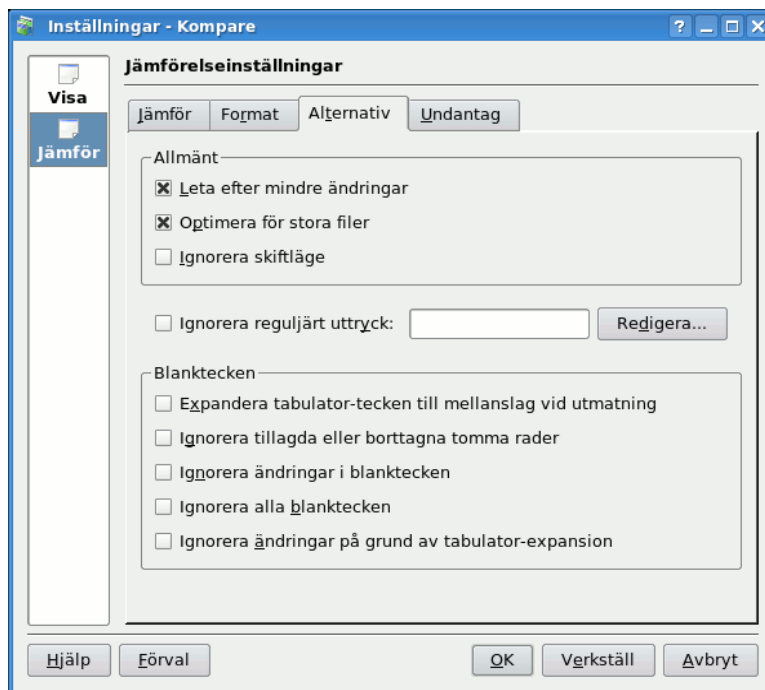 Inställningar - Kompare
Visa
Jämför
Jämförelseinställningar
Jämför Format Alternativ Undantag
Allmänt
Leta efter mindre ändringar
Optimera för stora filer
Ignorera skiftläge
Ignorera reguljärt uttryck: Redigera...
Blanktecken
Expandera tabulator-tecken till mellanslag vid utmatning
Ignorera tillagda eller borttagna tomma rader
Ignorera ändringar i blanktecken
Ignorera alla blanktecken
Ignorera ändringar på grund av tabulator-expansion
Hjälp Förval OK Verkställ Avbryt